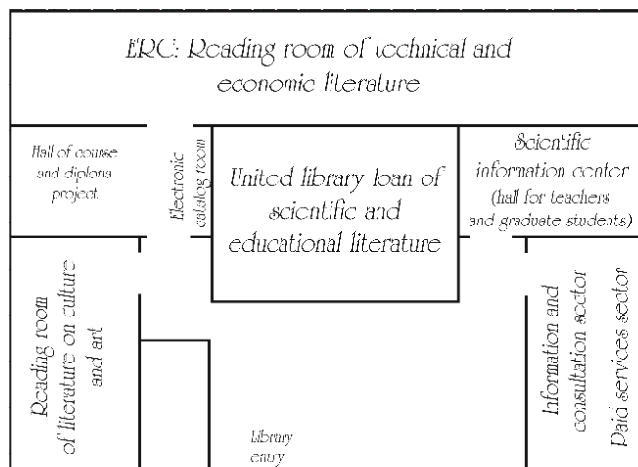 ERC: Reading room of technical and
economic literature
Hall of course
and diploma
project
Electronic
catalog room
United library loan of
scientific and
educational literature
Scientific
information center
(hall for teachers
and graduate students)
Reading room
of literature on culture
and art
Information and
consultation sector
Paid services sector
Library
entry